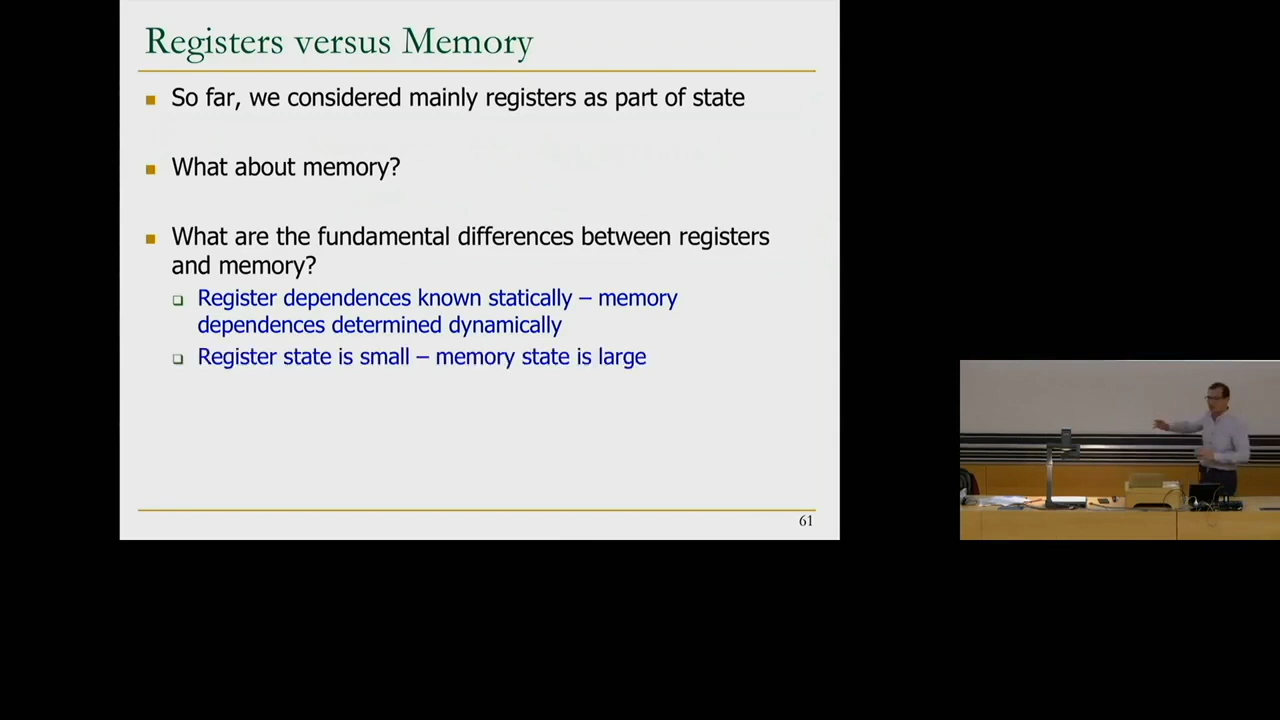 Registers versus Memory
So far, we considered mainly registers as part of state
What about memory?
What are the fundamental differences between registers
and memory?
Register dependences known statically – memory
dependences determined dynamically
Register state is small – memory state is large
61